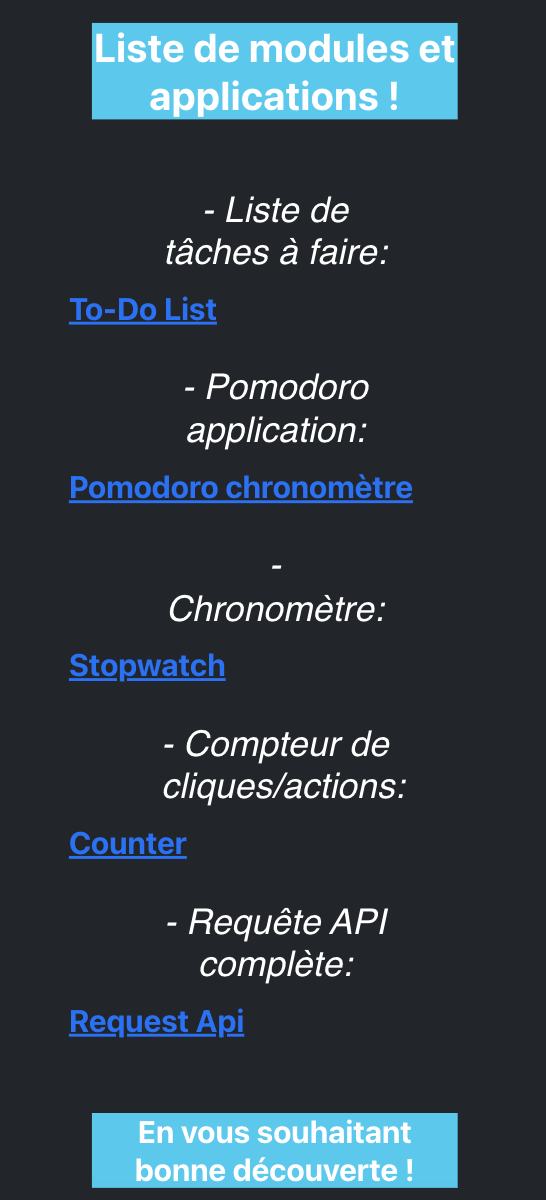 Liste de modules et
applications !
- Liste de
tâches à faire:
To-Do List
- Pomodoro
application:
Pomodoro chronomètre
-
Chronomètre:
Stopwatch
- Compteur de
cliques/actions:
Counter
- Requête API
complète:
Request Api
En vous souhaitant
bonne découverte !